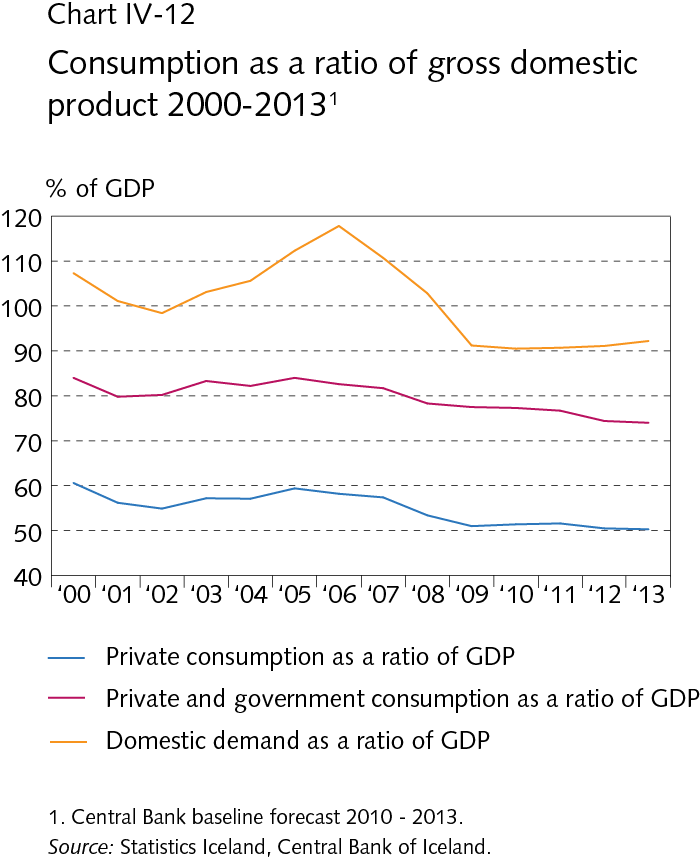 Chart IV-12
Consumption as a ratio of gross domestic
product 2000-2013¹
% of GDP
120
110
100
90
80
70
60
50
40
‘00 ‘01 ‘02 ‘03 ‘04 ‘05 ‘06 ‘07 ‘08 ‘09 ‘10 ‘11 ‘12 ‘13
Private consumption as a ratio of GDP
Private and government consumption as a ratio of GDP
Domestic demand as a ratio of GDP
1. Central Bank baseline forecast 2010 - 2013.
Source: Statistics Iceland, Central Bank of Iceland.